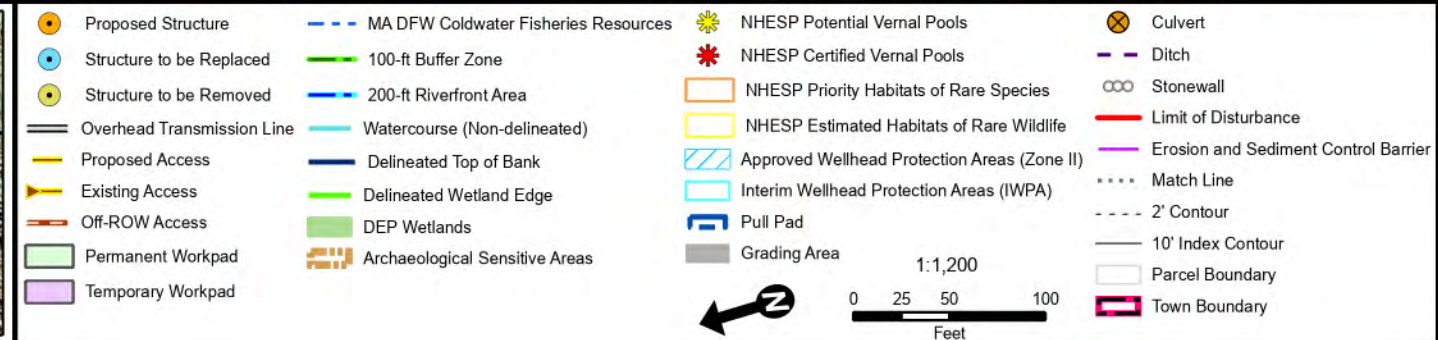 Proposed Structure
Structure to be Replaced
Structure to be Removed
Overhead Transmission Line
Proposed Access
Existing Access
Off-ROW Access
Permanent Workpad
Temporary Workpad
MA DFW Coldwater Fisheries Resources
100-ft Buffer Zone
200-ft Riverfront Area
Watercourse (Non-delineated)
Delineated Top of Bank
Delineated Wetland Edge
DEP Wetlands
Archaeological Sensitive Areas
NHESP Potential Vernal Pools
NHESP Certified Vernal Pools
NHESP Priority Habitats of Rare Species
NHESP Estimated Habitats of Rare Wildlife
Approved Wellhead Protection Areas (Zone II)
Interim Wellhead Protection Areas (IWPA)
Pull Pad
Grading Area
N
1:1,200
0 25 50 100
Feet
Culvert
Ditch
Stonewall
Limit of Disturbance
Erosion and Sediment Control Barrier
Match Line
2' Contour
10' Index Contour
Parcel Boundary
Town Boundary